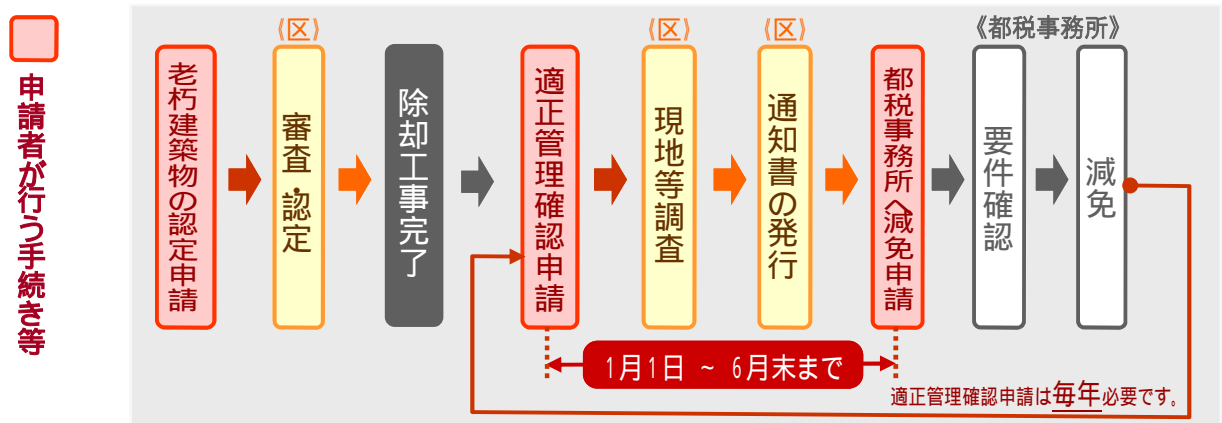 申請者が行う手続き等
老朽建築物の認定申請
《区》
審査・認定
除却工事完了
適正管理確認申請
《区》
現地等調査
《区》
通知書の発行
都税事務所へ減免申請
《都税事務所》
要件確認
減免
1月1日 ~ 6月末まで
適正管理確認申請は毎年必要です。